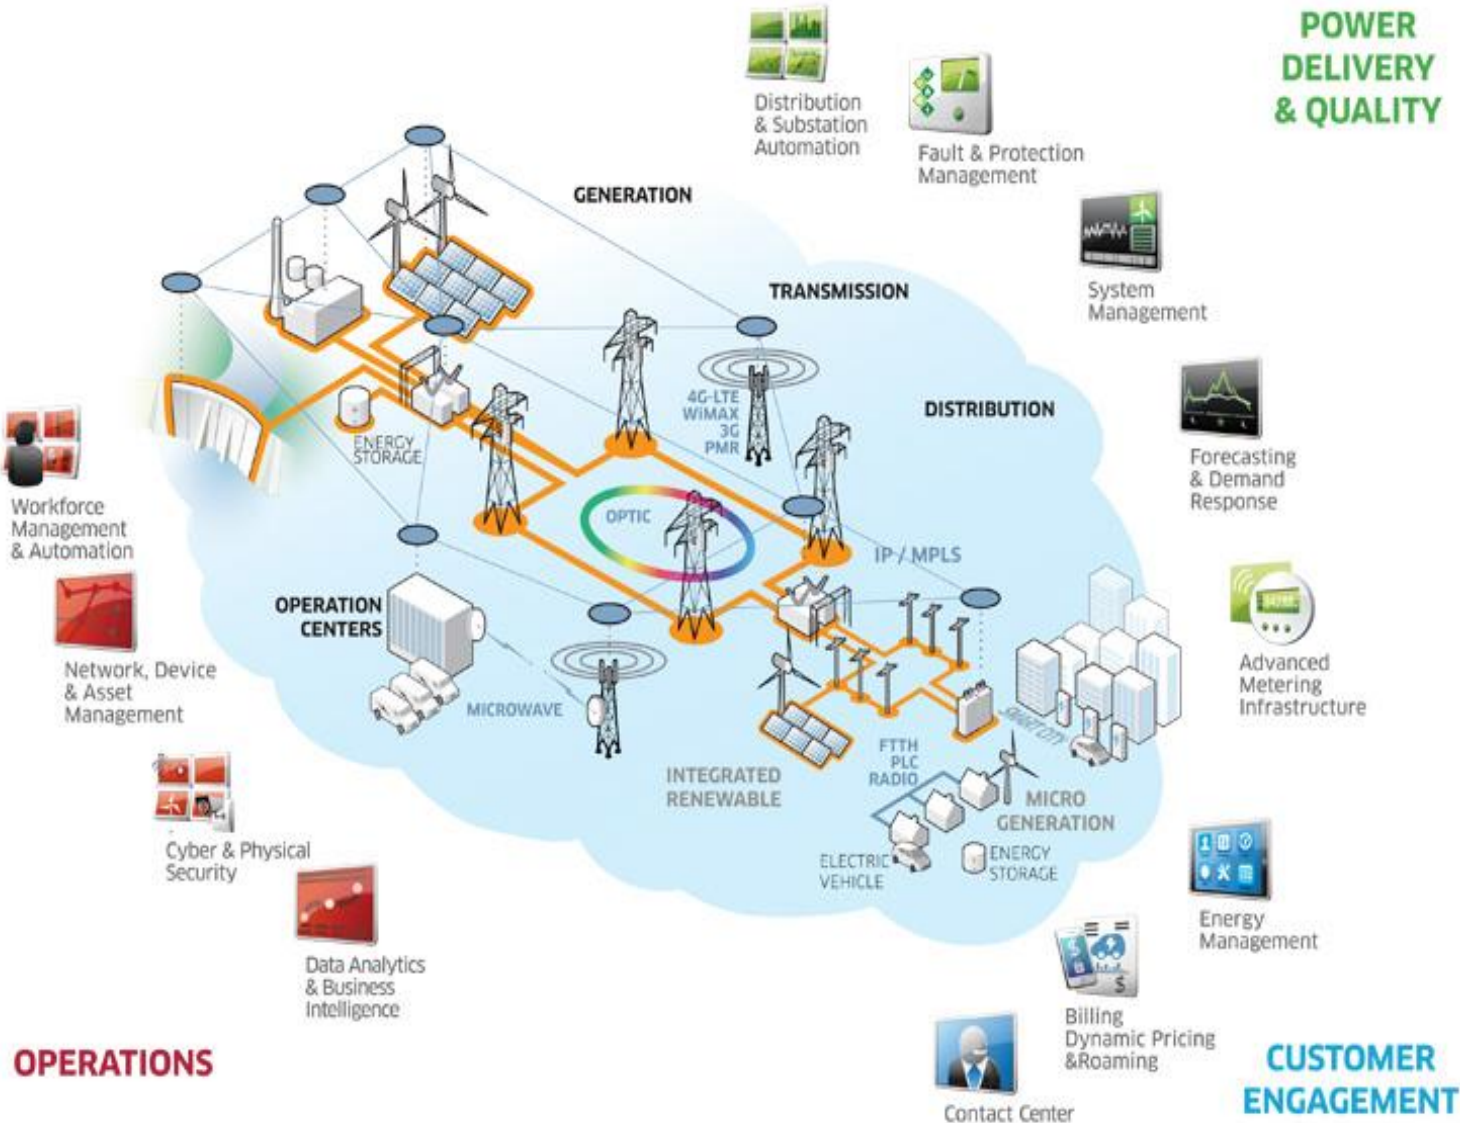 POWER
DELIVERY
& QUALITY
Distribution
& Substation
Automation
Fault & Protection
Management
GENERATION
System
Management
TRANSMISSION
4G-LTE
WiMAX
3G
PMR
DISTRIBUTION
ENERGY
STORAGE
Forecasting
& Demand
Response
Workforce
Management
& Automation
OPTIC
IP / MPLS
OPERATION
CENTERS
Network, Device
& Asset
Management
MICROWAVE
Advanced
Metering
Infrastructure
SMART CITY
FTTH
PLC
RADIO
INTEGRATED
RENEWABLE
MICRO
GENERATION
ELECTRIC
VEHICLE
ENERGY
STORAGE
Cyber & Physical
Security
Energy
Management
Data Analytics
& Business
Intelligence
Billing
Dynamic Pricing
&Roaming
OPERATIONS
CUSTOMER
ENGAGEMENT
Contact Center